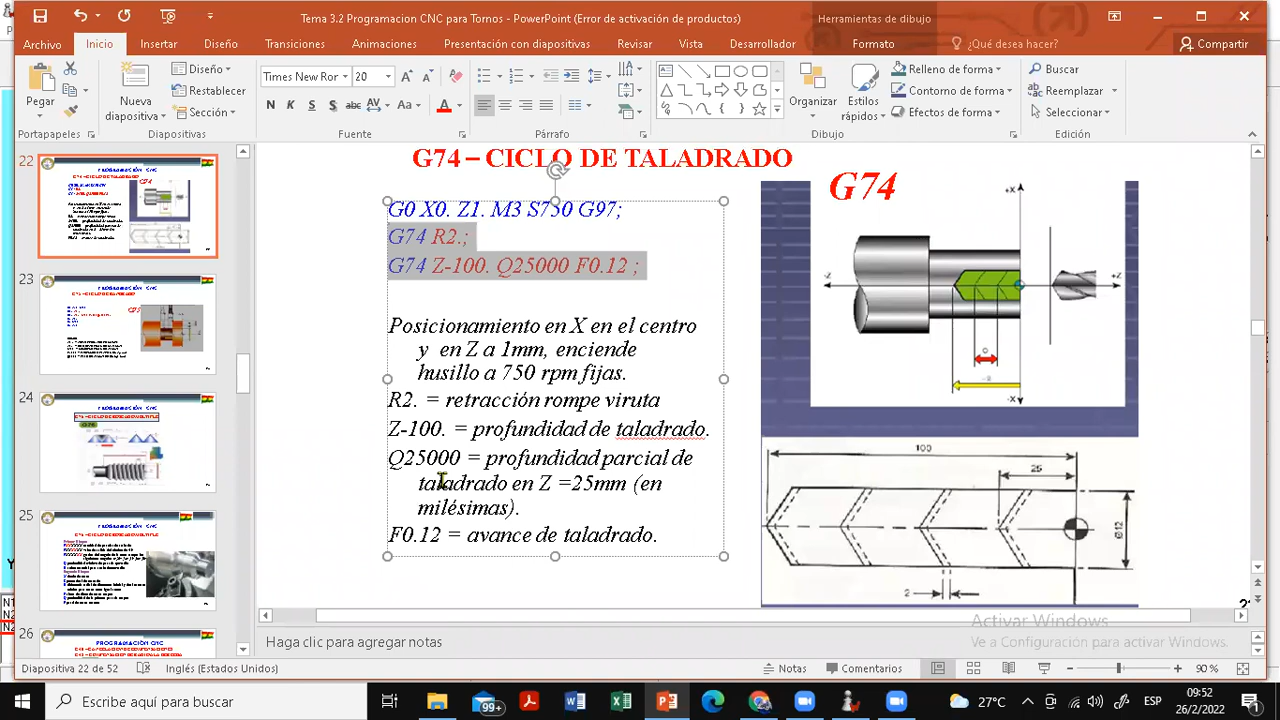 Tema 3.2 Programacion CNC para Tornos - PowerPoint (Error de activación de productos)
Herramientas de dibujo
Archivo
Inicio
Insertar
Diseño
Transiciones
Animaciones
Presentación con diapositivas
Revisar
Vista
Desarrollador
Formato
¿Qué desea hacer?
Compartir
Pegar
Nueva
diapositiva
Diseño
Restablecer
Sección
Times New Ror
20
N K S S abc AV Aa A
Organizar
Estilos
rápidos
Relleno de forma
Contorno de forma
Efectos de forma
Buscar
Reemplazar
Seleccionar
Portapapeles
Diapositivas
Fuente
Párrafo
Dibujo
Edición
22
23
24
25
26
G74 – CICLO DE TALADRADO
G0 X0. Z1. M3 S750 G97;
G74 R2.;
G74 Z-100. Q25000 F0.12 ;
Posicionamiento en X en el centro
y en Z a 1mm, enciende
husillo a 750 rpm fijas.
R2. = retracción rompe viruta
Z-100. = profundidad de taladrado.
Q25000 = profundidad parcial de
taladrado en Z =25mm (en
milésimas).
F0.12 = avance de taladrado.
G74
+X
-Z
+Z
-X
100
25
Ø12
2
Activar Windows
Ve a Configuración para activar Windows.
Haga clic para agregar notas
Diapositiva 22 de 52
Inglés (Estados Unidos)
Notas
Comentarios
90 %
Escribe aquí para buscar
99+
27°C
ESP
09:52
26/2/2022